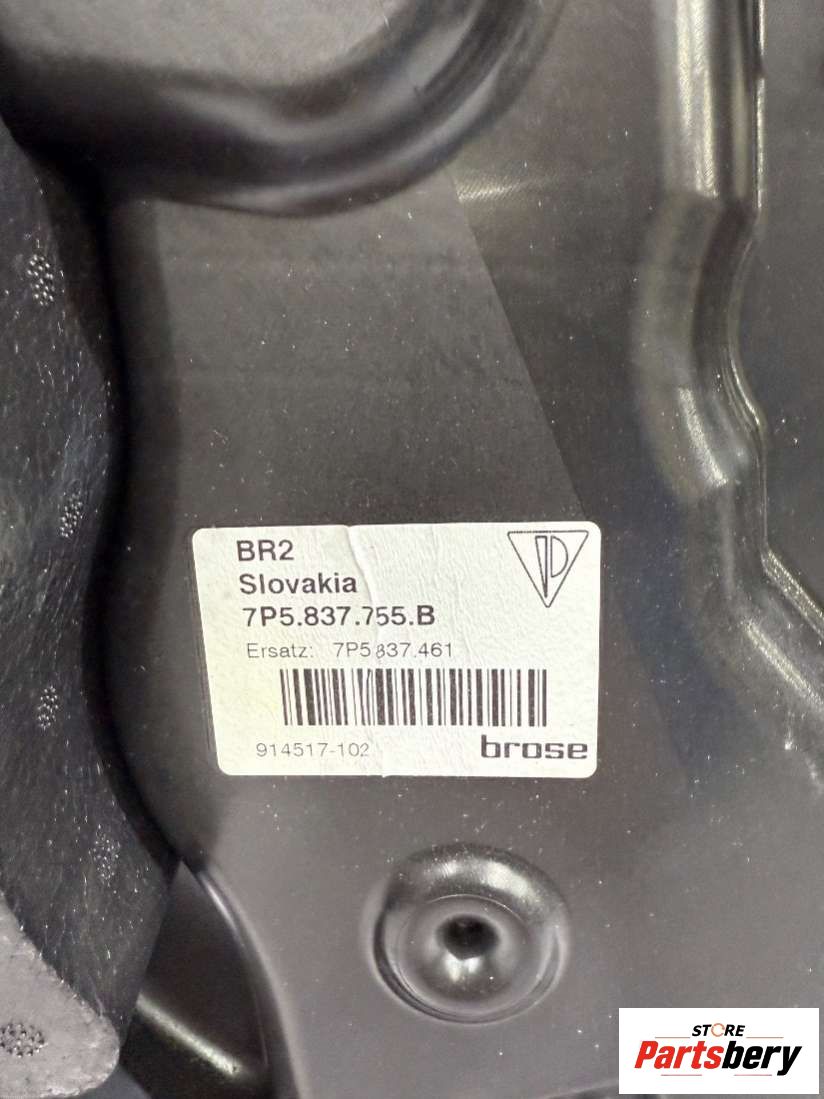 BR2
Slovakia
7P5.837.755.B
Ersatz: 7P5.837.461
914517-102
brose
STORE
Partsbery